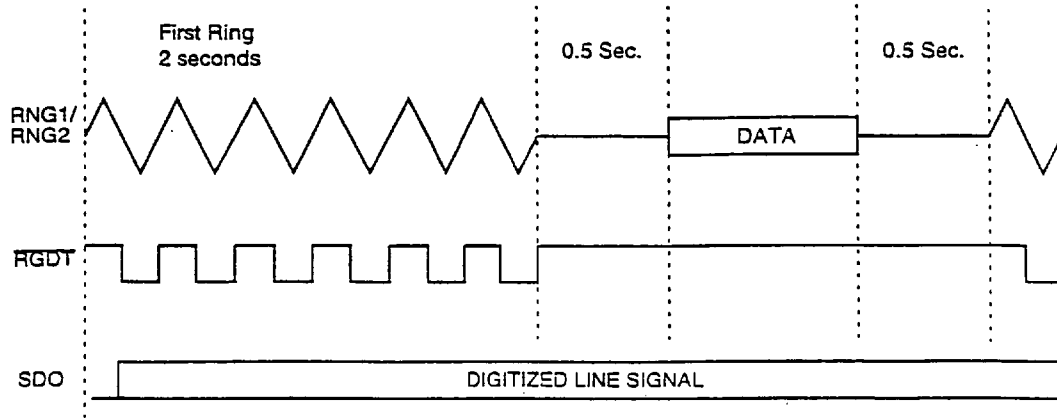 First Ring
2 seconds
0.5 Sec.
0.5 Sec.
RNG1/
RNG2
DATA
RGDT
SDO
DIGITIZED LINE SIGNAL